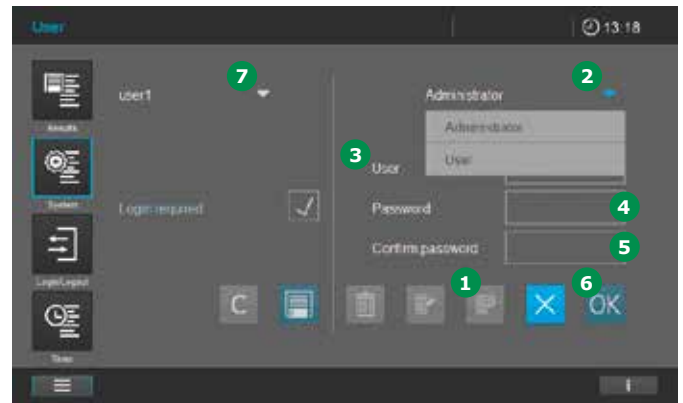 User
13:18
7
2
user1
Administrator
Results
Administrator
3
User
User
System
Login required
Password
4
Confirm password
5
Login/Logout
1
6
C
OK
Timer
i